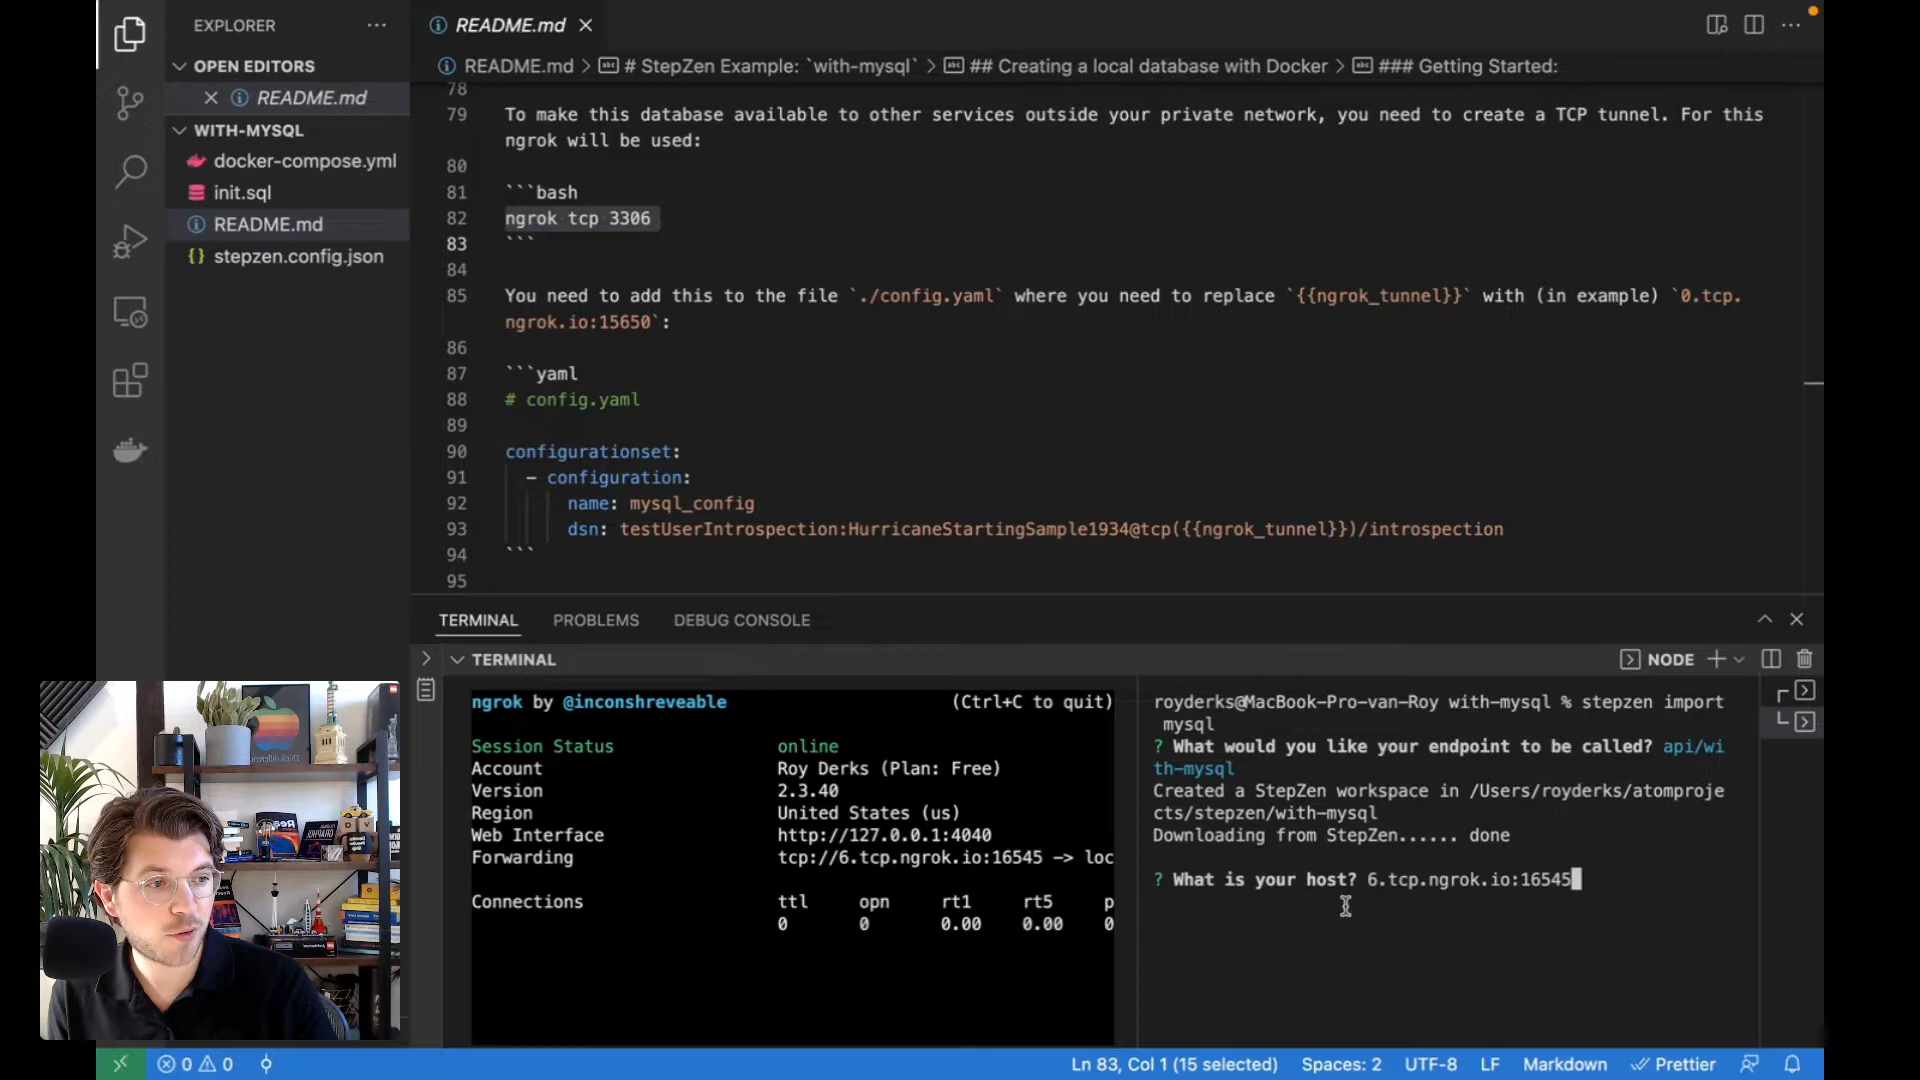 EXPLORER
OPEN EDITORS
README.md
WITH-MYSQL
docker-compose.yml
init.sql
README.md
stepzen.config.json
README.md
README.md > # StepZen Example: `with-mysql` > ## Creating a local database with Docker > ### Getting Started:
78
79 To make this database available to other services outside your private network, you need to create a TCP tunnel. For this
ngrok will be used:
80
81 ```bash
82 ngrok tcp 3306
83 ```
84
85 You need to add this to the file `./config.yaml` where you need to replace `{{ngrok_tunnel}}` with (in example) `0.tcp.
ngrok.io:15650`:
86
87 ```yaml
88 # config.yaml
89
90 configurationset:
91 - configuration:
92 name: mysql_config
93 dsn: testUserIntrospection:HurricaneStartingSample1934@tcp({{ngrok_tunnel}})/introspection
94 ```
95
TERMINAL PROBLEMS DEBUG CONSOLE
TERMINAL
NODE
ngrok by @inconshreveable (Ctrl+C to quit)
Session Status online
Account Roy Derks (Plan: Free)
Version 2.3.40
Region United States (us)
Web Interface http://127.0.0.1:4040
Forwarding tcp://6.tcp.ngrok.io:16545 -> loc
Connections ttl opn rt1 rt5 p
0 0 0.00 0.00 0
royderks@MacBook-Pro-van-Roy with-mysql % stepzen import
mysql
? What would you like your endpoint to be called? api/wi
th-mysql
Created a StepZen workspace in /Users/royderks/atomproje
cts/stepzen/with-mysql
Downloading from StepZen...... done
? What is your host? 6.tcp.ngrok.io:16545
0 0
Ln 83, Col 1 (15 selected) Spaces: 2 UTF-8 LF Markdown Prettier